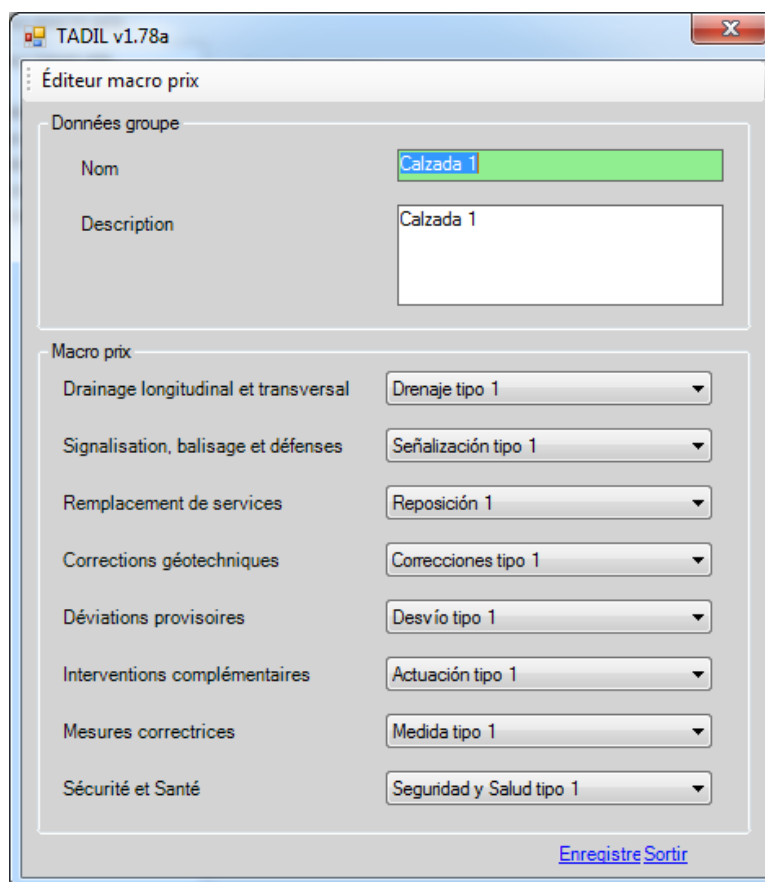 TADIL v1.78a
Éditeur macro prix
Données groupe
Nom
Calzada 1
Description
Calzada 1
Macro prix
Drainage longitudinal et transversal
Drenaje tipo 1
Signalisation, balisage et défenses
Señalización tipo 1
Remplacement de services
Reposición 1
Corrections géotechniques
Correcciones tipo 1
Déviations provisoires
Desvío tipo 1
Interventions complémentaires
Actuación tipo 1
Mesures correctrices
Medida tipo 1
Sécurité et Santé
Seguridad y Salud tipo 1
Enregistre Sortir